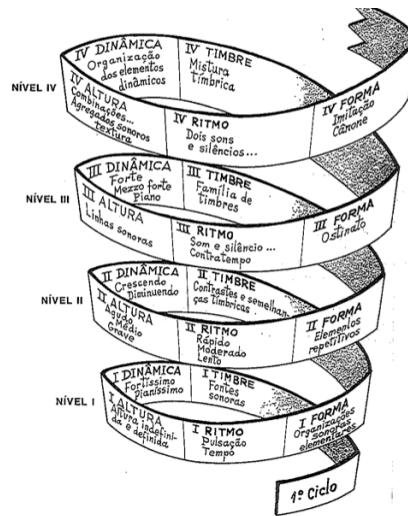 NÍVEL IV
IV DINÂMICA
Organização
dos elementos
dinâmicos
IV TIMBRE
Mistura
tímbrica
IV ALTURA
Combinações...
Agregados sonoros
textura
IV RITMO
Dois sons
e silêncios...
IV FORMA
Imitação
Cânone
NÍVEL III
III DINÂMICA
Forte
Mezzo forte
Piano
III TIMBRE
Família de
timbres
III ALTURA
Linhas sonoras
III RITMO
Som e silêncio...
Contratempo
III FORMA
Ostinato
NÍVEL II
II DINÂMICA
Crescendo
Diminuendo
II TIMBRE
Contrastes e semelhan-
ças tímbricas
II ALTURA
Agudo
Médio
Grave
II RITMO
Rápido
Moderado
Lento
II FORMA
Elementos
repetitivos
NÍVEL I
I DINÂMICA
Fortíssimo
Pianíssimo
I TIMBRE
Fontes
sonoras
I ALTURA
Altura indefini-
da e definida
I RITMO
Pulsação
Tempo
I FORMA
Organizações
sonoras
elementares
1º Ciclo